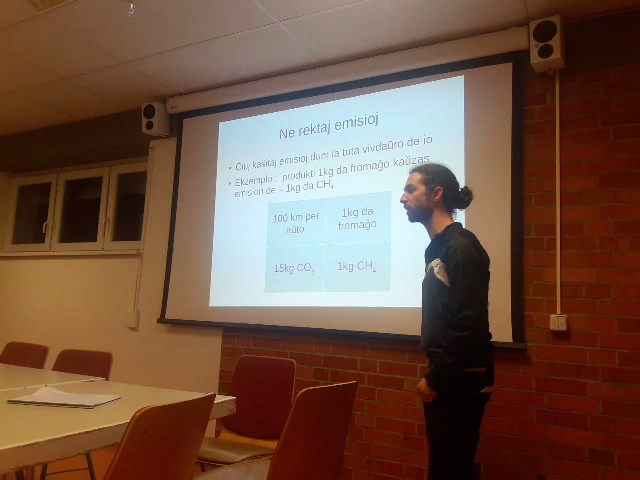 Ne rektaj emisioj
• Ĉiuj kaŝitaj emisioj dum la tuta vivdaŭro de io
• Ekzemplo : produkti 1kg da fromaĝo kaŭzas
emision de ~ 1kg da CH4
100 km per
aŭto
1kg da
fromaĝo
15kg CO2
1kg CH4